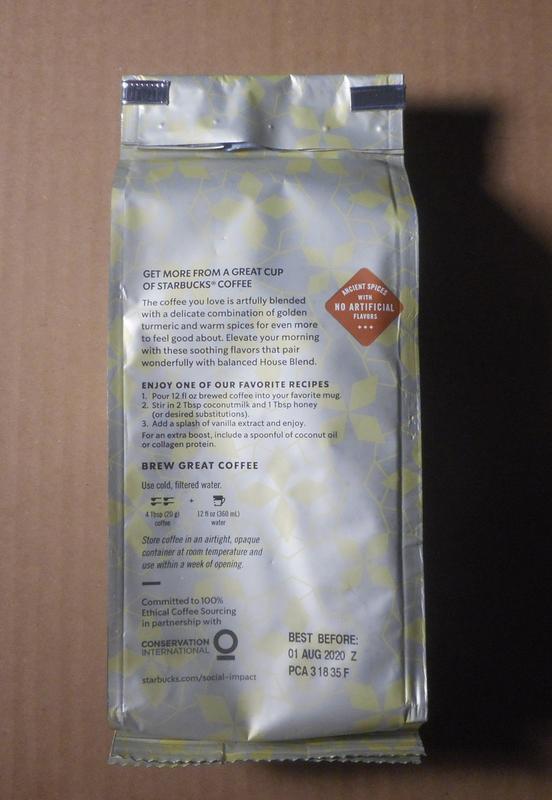 GET MORE FROM A GREAT CUP
OF STARBUCKS® COFFEE
The coffee you love is artfully blended
with a delicate combination of golden
turmeric and warm spices for even more
to feel good about. Elevate your morning
with these soothing flavors that pair
wonderfully with balanced House Blend.
ANCIENT SPICES
WITH
NO ARTIFICIAL
FLAVORS
ENJOY ONE OF OUR FAVORITE RECIPES
1. Pour 12 fl oz brewed coffee into your favorite mug.
2. Stir in 2 Tbsp coconutmilk and 1 Tbsp honey
(or desired substitutions).
3. Add a splash of vanilla extract and enjoy.
For an extra boost, include a spoonful of coconut oil
or collagen protein.
BREW GREAT COFFEE
Use cold, filtered water.
+
4 Tbsp (20 g) 12 fl oz (360 mL)
coffee water
Store coffee in an airtight, opaque
container at room temperature and
use within a week of opening.
Committed to 100%
Ethical Coffee Sourcing
in partnership with
CONSERVATION
INTERNATIONAL
starbucks.com/social-impact
BEST BEFORE:
01 AUG 2020 Z
PCA 3 18 35 F